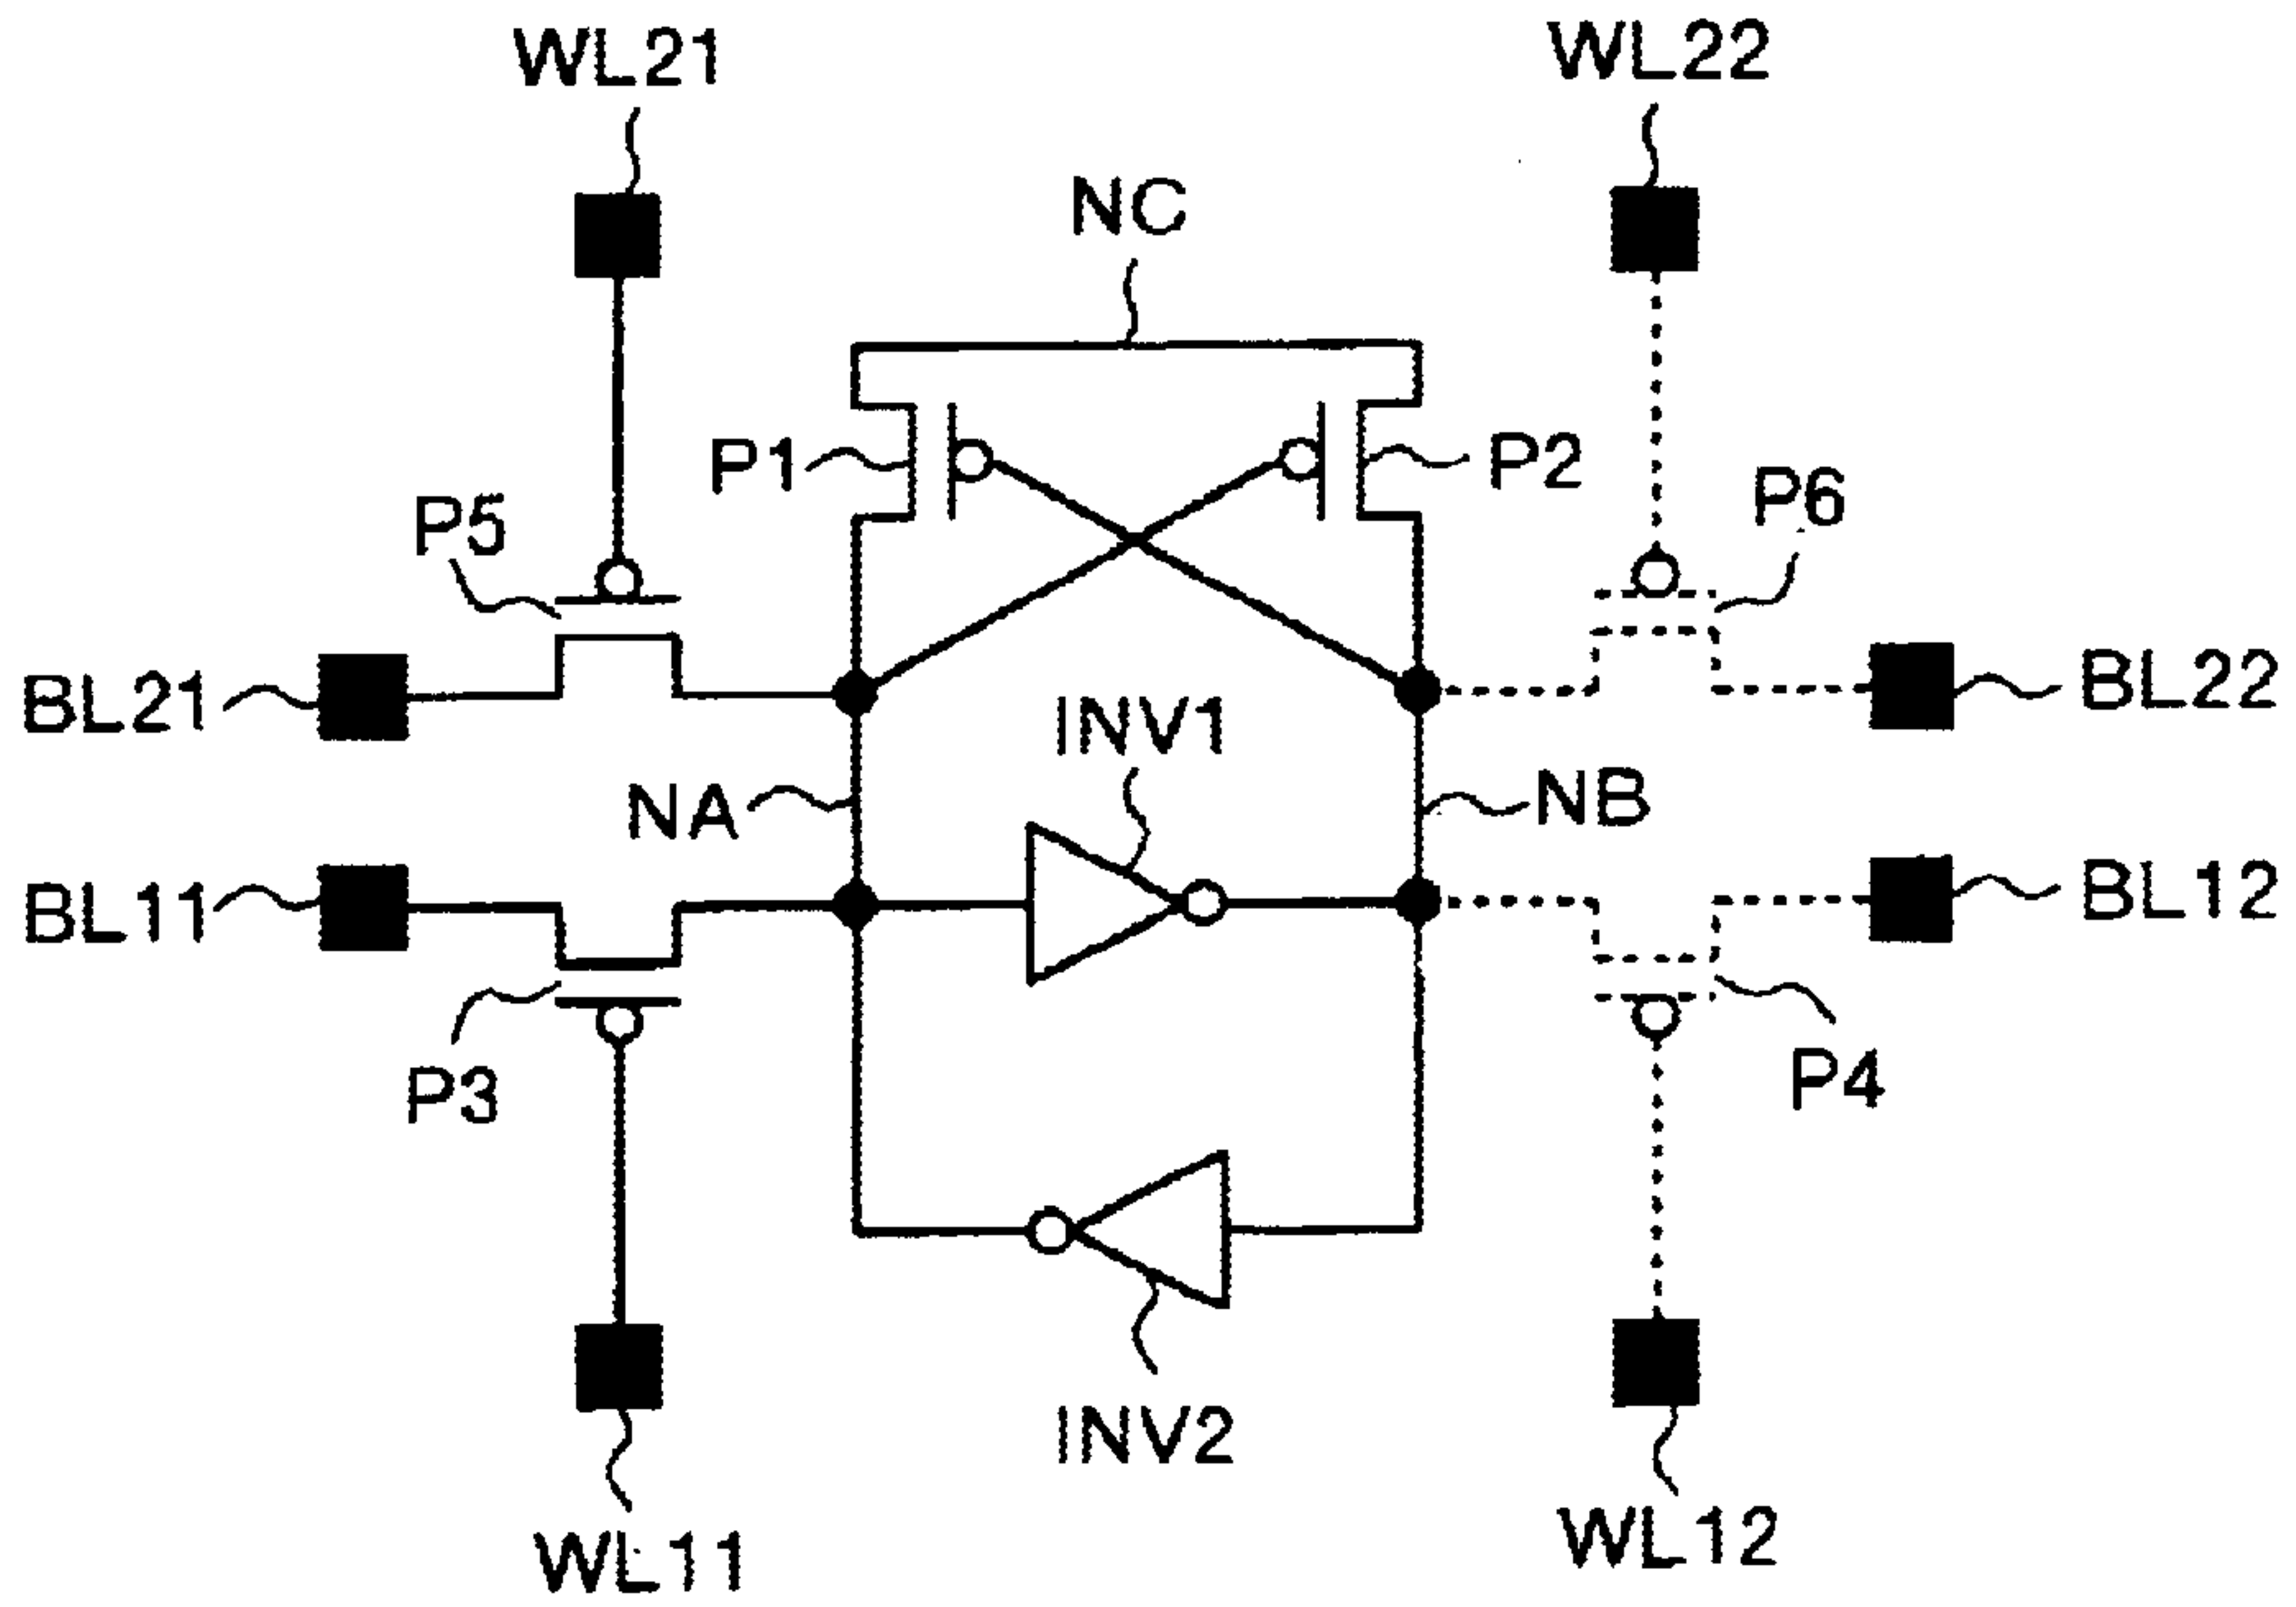 WL21
WL22
NC
P1
P2
P5
P6
BL21
INV1
BL22
NA
NB
BL11
BL12
P3
P4
INV2
WL11
WL12